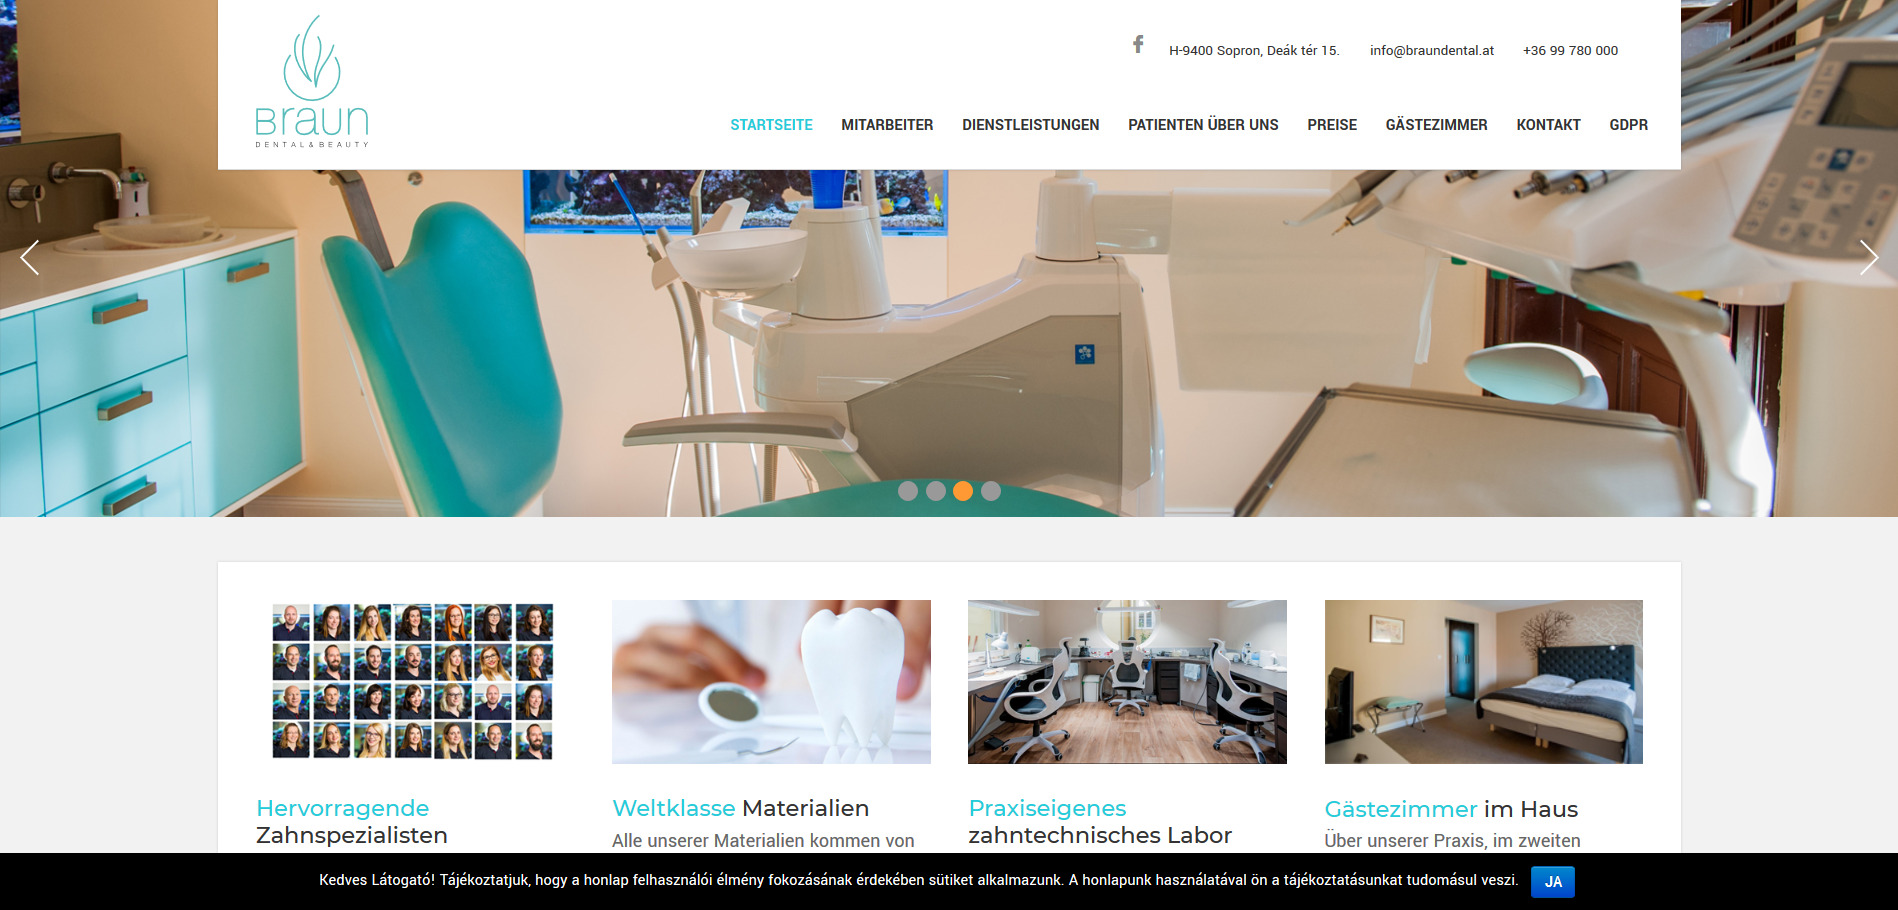 Braun
DENTAL & BEAUTY
H-9400 Sopron, Deák tér 15. info@braundental.at +36 99 780 000
STARTSEITE MITARBEITER DIENSTLEISTUNGEN PATIENTEN ÜBER UNS PREISE GÄSTEZIMMER KONTAKT GDPR
Hervorragende
Zahnspezialisten
Weltklasse Materialien
Alle unserer Materialien kommen von
Praxiseigenes
zahntechnisches Labor
Gästezimmer im Haus
Über unserer Praxis, im zweiten
Kedves Látogató! Tájékoztatjuk, hogy a honlap felhasználói élmény fokozásának érdekében sütiket alkalmazunk. A honlapunk használatával ön a tájékoztatásunkat tudomásul veszi. JA